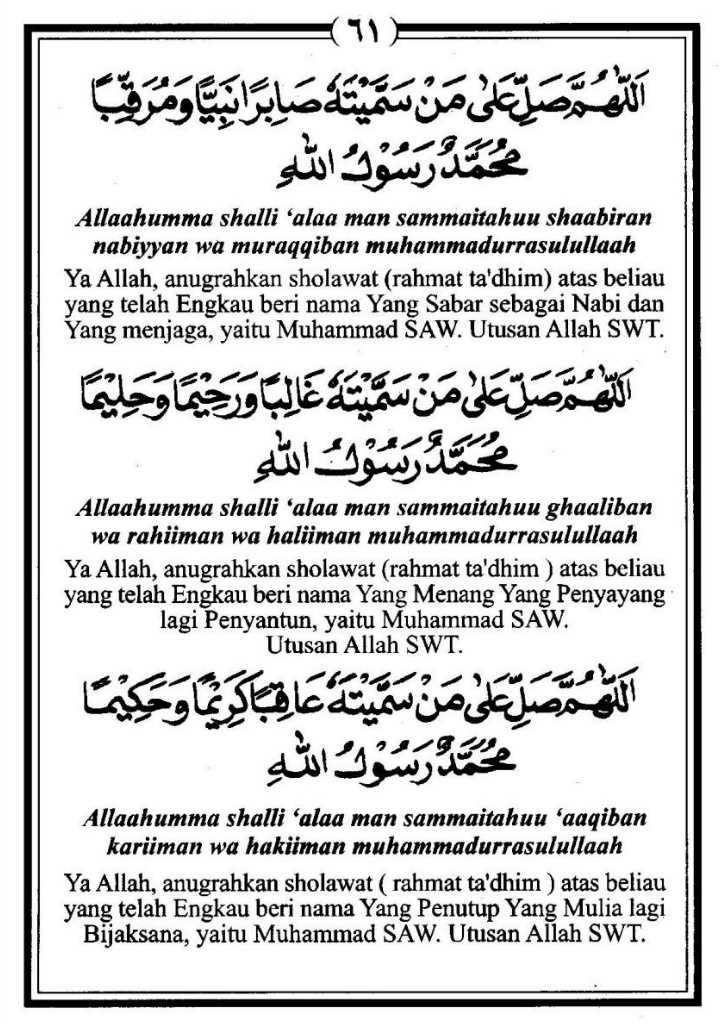 (٦١)
اَللّٰهُمَّ صَلِّ عَلٰى مَنْ سَمَّيْتَهُ صَابِرًا نَبِيًّا وَمُرَقِّبًا
مُحَمَّدٌ رَسُوْلُ اللّٰهِ
Allaahumma shalli ‘alaa man sammaitahuu shaabiran
nabiyyan wa muraqqiban muhammadurrasulullaah
Ya Allah, anugrahkan sholawat (rahmat ta'dhim) atas beliau
yang telah Engkau beri nama Yang Sabar sebagai Nabi dan
Yang menjaga, yaitu Muhammad SAW. Utusan Allah SWT.
اَللّٰهُمَّ صَلِّ عَلٰى مَنْ سَمَّيْتَهُ غَالِبًا وَرَحِيْمًا وَحَلِيْمًا
مُحَمَّدٌ رَسُوْلُ اللّٰهِ
Allaahumma shalli ‘alaa man sammaitahuu ghaaliban
wa rahiiman wa haliiman muhammadurrasulullaah
Ya Allah, anugrahkan sholawat (rahmat ta'dhim ) atas beliau
yang telah Engkau beri nama Yang Menang Yang Penyayang
lagi Penyantun, yaitu Muhammad SAW.
Utusan Allah SWT.
اَللّٰهُمَّ صَلِّ عَلٰى مَنْ سَمَّيْتَهُ عَاقِبًا كَرِيْمًا وَحَكِيْمًا
مُحَمَّدٌ رَسُوْلُ اللّٰهِ
Allaahumma shalli ‘alaa man sammaitahuu ‘aaqiban
kariiman wa hakiiman muhammadurrasulullaah
Ya Allah, anugrahkan sholawat ( rahmat ta'dhim ) atas beliau
yang telah Engkau beri nama Yang Penutup Yang Mulia lagi
Bijaksana, yaitu Muhammad SAW. Utusan Allah SWT.